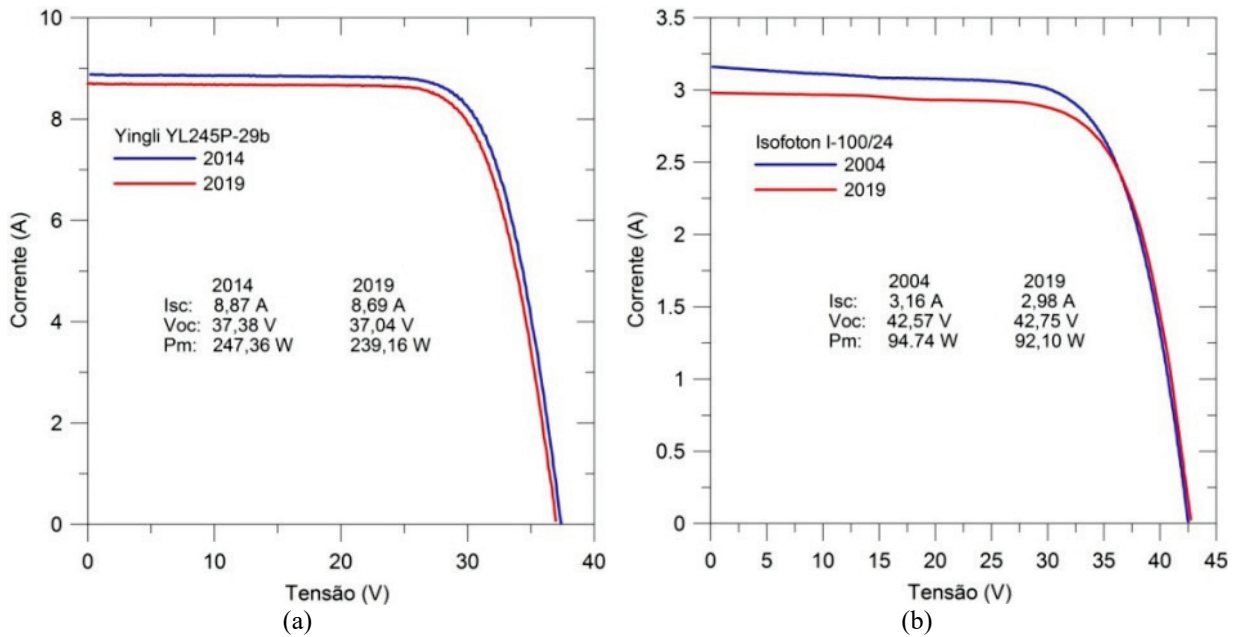 10
8
6
4
2
0
Corrente (A)
Yingli YL245P-29b
2014
2019
2014 2019
Isc: 8,87 A 8,69 A
Voc: 37,38 V 37,04 V
Pm: 247,36 W 239,16 W
0 10 20 30 40
Tensão (V)
(a)
3.5
3
2.5
2
1.5
1
0.5
0
Corrente (A)
Isofoton I-100/24
2004
2019
2004 2019
Isc: 3,16 A 2,98 A
Voc: 42,57 V 42,75 V
Pm: 94.74 W 92,10 W
0 5 10 15 20 25 30 35 40 45
Tensão (V)
(b)